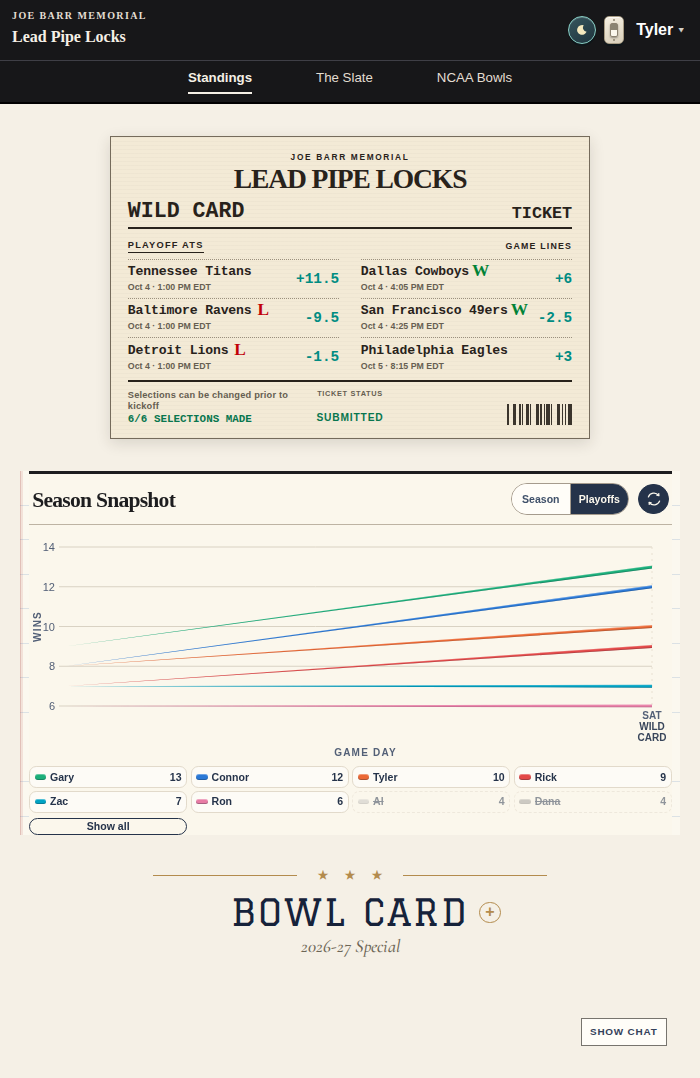 JOE BARR MEMORIAL
Lead Pipe Locks
Tyler
Standings
The Slate
NCAA Bowls
JOE BARR MEMORIAL
LEAD PIPE LOCKS
WILD CARD
TICKET
PLAYOFF ATS
GAME LINES
Tennessee Titans
+11.5
Oct 4 · 1:00 PM EDT
Dallas Cowboys W
+6
Oct 4 · 4:05 PM EDT
Baltimore Ravens L
-9.5
Oct 4 · 1:00 PM EDT
San Francisco 49ers W
-2.5
Oct 4 · 4:25 PM EDT
Detroit Lions L
-1.5
Oct 4 · 1:00 PM EDT
Philadelphia Eagles
+3
Oct 5 · 8:15 PM EDT
Selections can be changed prior to
kickoff
6/6 SELECTIONS MADE
TICKET STATUS
SUBMITTED
Season Snapshot
Season
Playoffs
14
12
10
8
6
WINS
SAT
WILD
CARD
GAME DAY
Gary 13
Connor 12
Tyler 10
Rick 9
Zac 7
Ron 6
Al 4
Dana 4
Show all
★ ★ ★
BOWL CARD +
2026-27 Special
SHOW CHAT